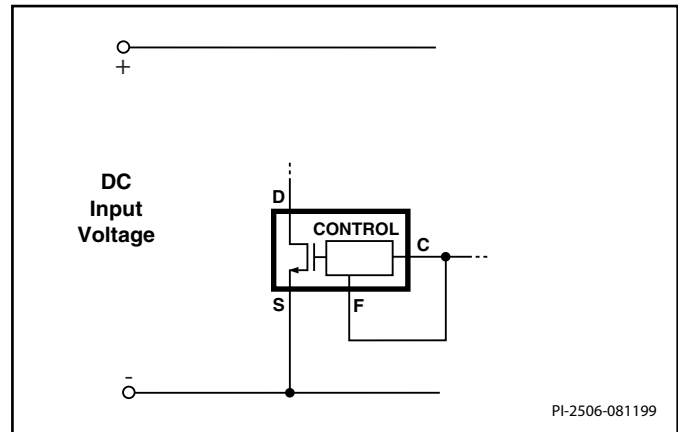 +
DC
Input
Voltage
D
CONTROL
C
S
F
-
PI-2506-081199